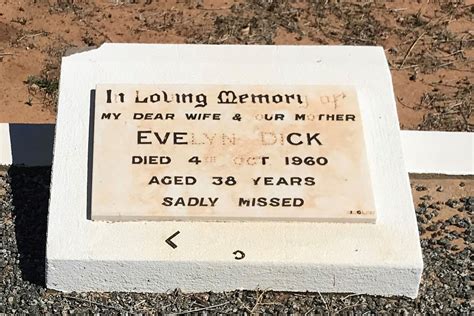 In Loving Memory of
MY DEAR WIFE & OUR MOTHER
EVELYN DICK
DIED 4TH OCT 1960
AGED 38 YEARS
SADLY MISSED